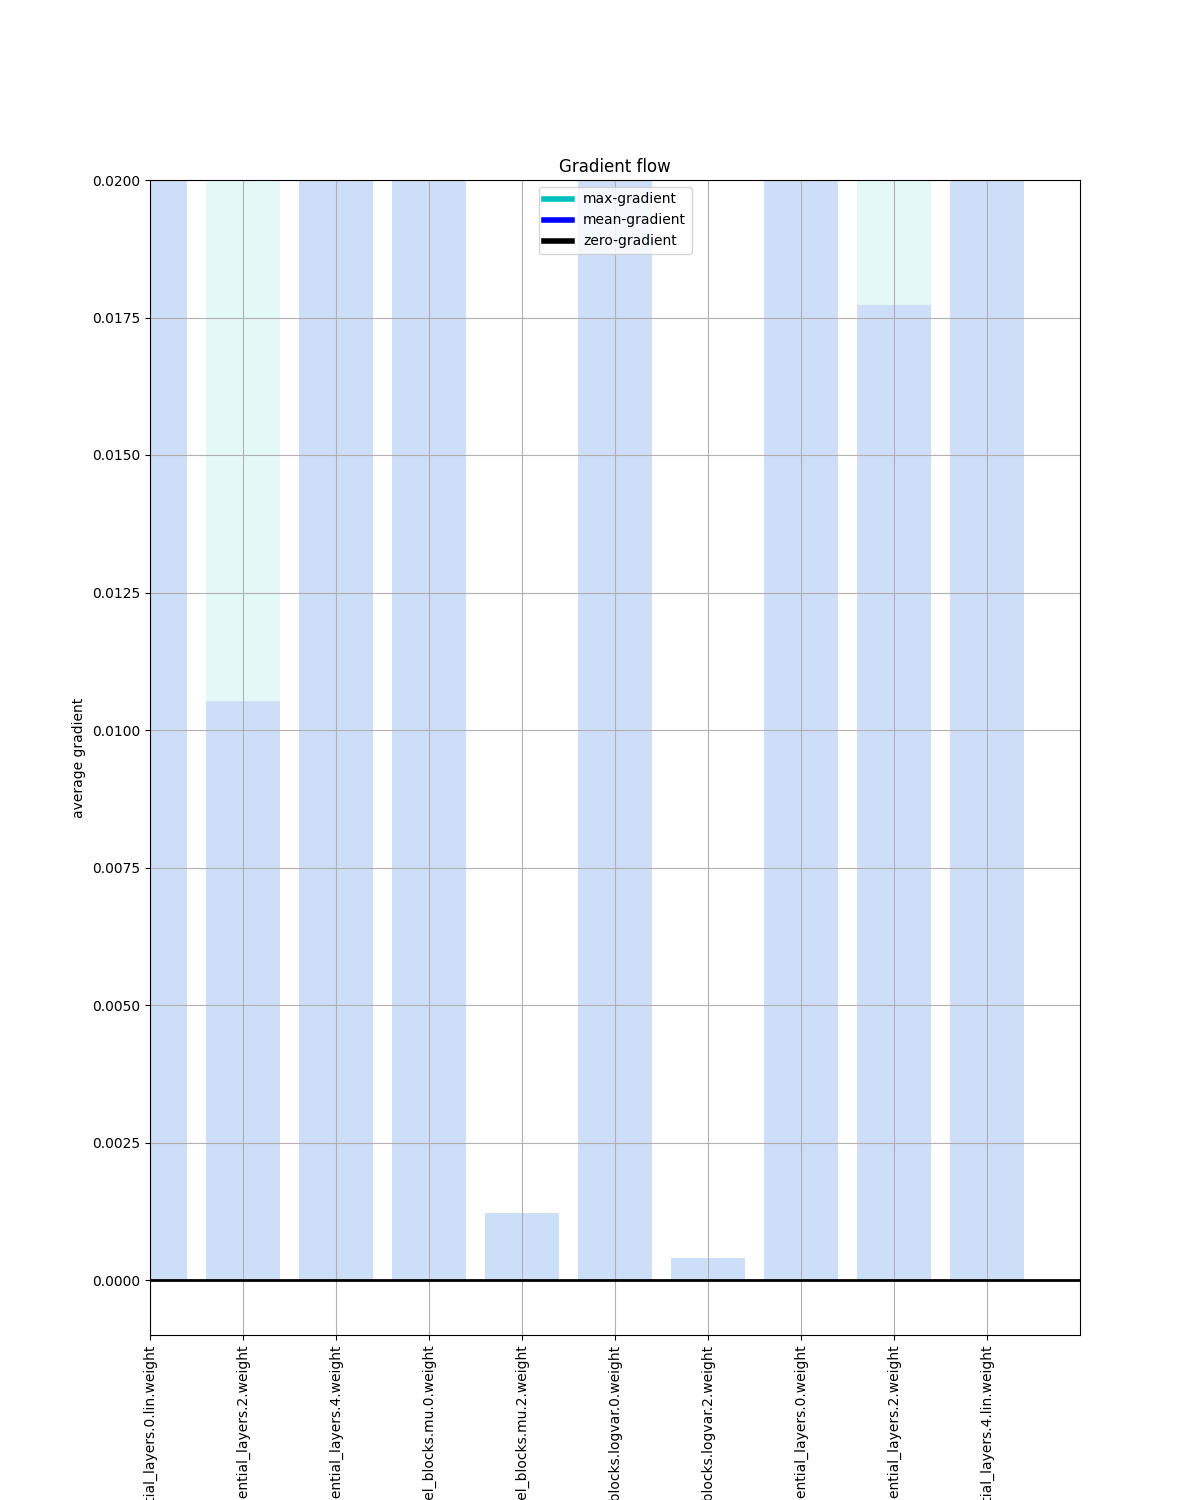 Gradient flow
max-gradient
mean-gradient
zero-gradient
average gradient
0.0200
0.0175
0.0150
0.0125
0.0100
0.0075
0.0050
0.0025
0.0000
tial_layers.0.lin.weight
ential_layers.2.weight
ential_layers.4.weight
el_blocks.mu.0.weight
el_blocks.mu.2.weight
blocks.logvar.0.weight
blocks.logvar.2.weight
ential_layers.0.weight
ential_layers.2.weight
tial_layers.4.lin.weight